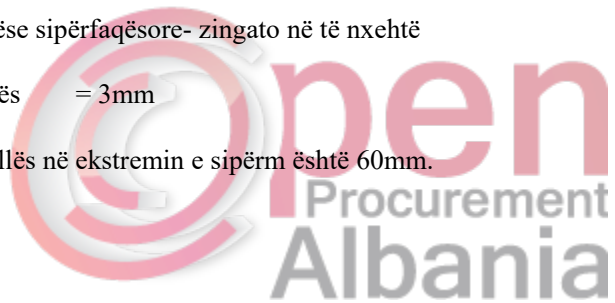 ëse sipërfaqësore- zingato në të nxehtë
ës = 3mm
llës në ekstremin e sipërm është 60mm.
Open
Procurement
Albania